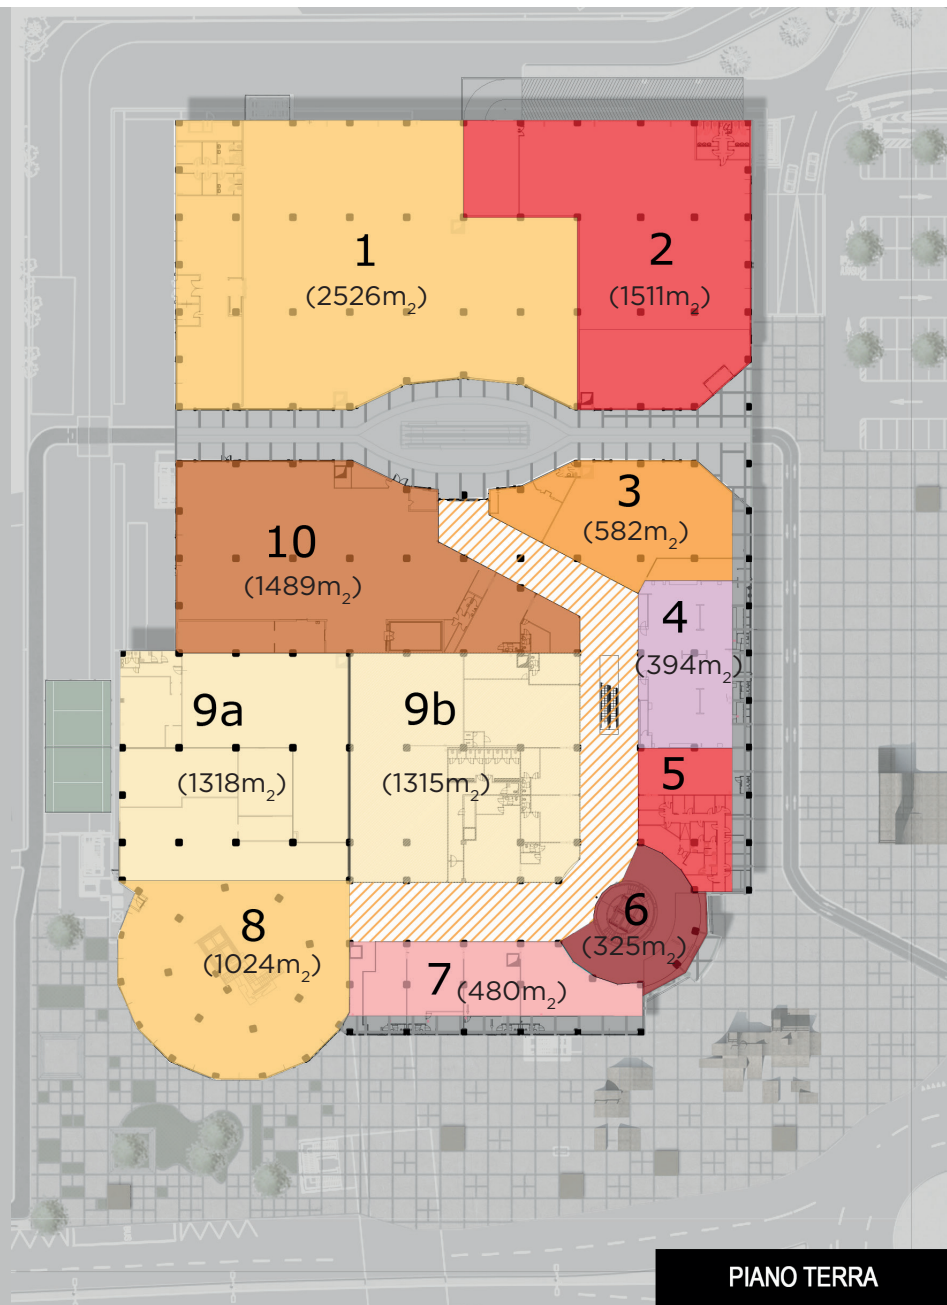 1
(2526m₂)
2
(1511m₂)
3
(582m₂)
10
(1489m₂)
4
(394m₂)
9a
(1318m₂)
9b
(1315m₂)
5
6
(325m₂)
8
(1024m₂)
7 (480m₂)
PIANO TERRA